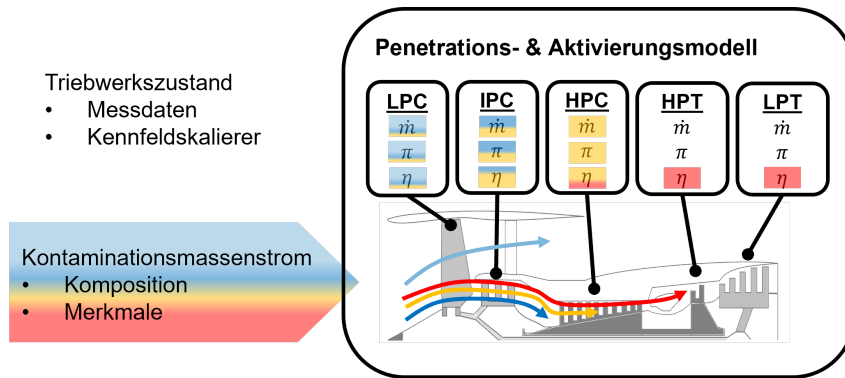 Penetrations- & Aktivierungsmodell
Triebwerkszustand
• Messdaten
• Kennfeldskalierer
LPC
ṁ
π
η
IPC
ṁ
π
η
HPC
ṁ
π
η
HPT
ṁ
π
η
LPT
ṁ
π
η
Kontaminationsmassenstrom
• Komposition
• Merkmale